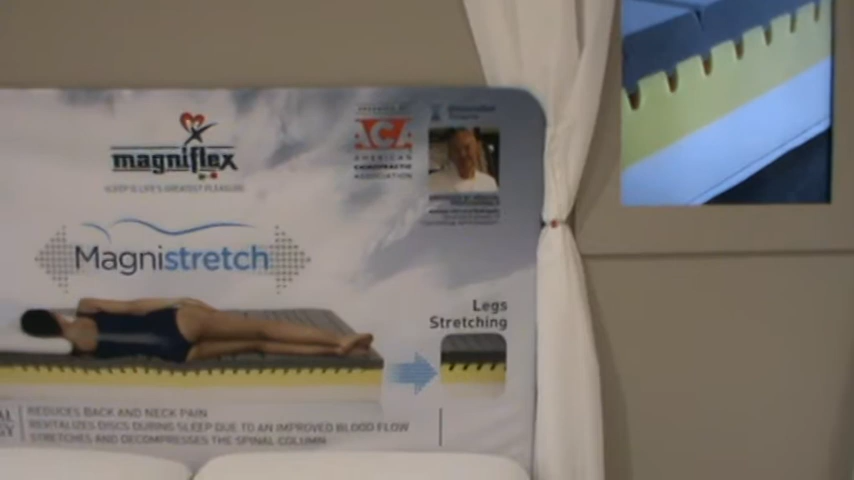 magniflex
SLEEP IS LIFE'S GREATEST PLEASURE
ACA
AMERICAN
CHIROPRACTIC
ASSOCIATION
Magnistretch
Legs
Stretching
REDUCES BACK AND NECK PAIN
REVITALIZES DISCS DURING SLEEP DUE TO AN IMPROVED BLOOD FLOW
STRETCHES AND DECOMPRESSES THE SPINAL COLUMN